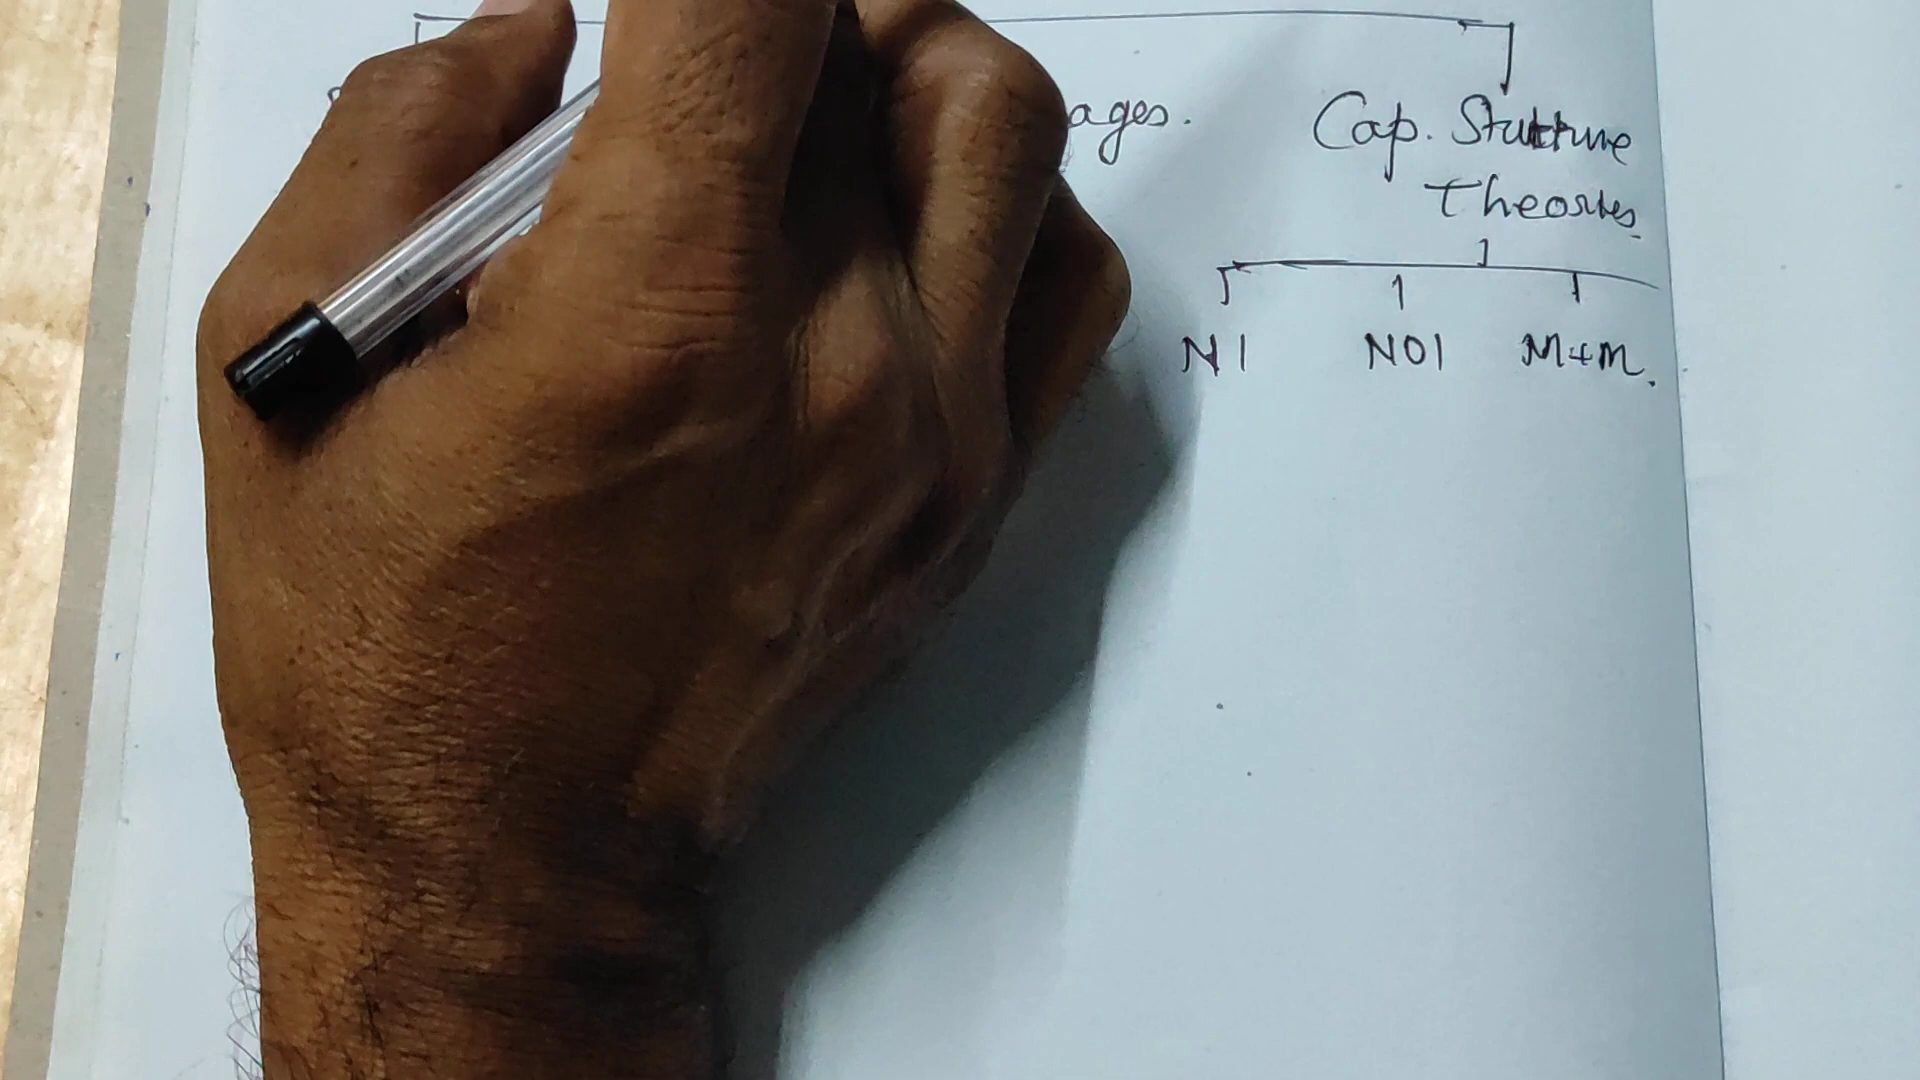 ages.
Cap. Structure
Theories.
NI NOI M+M.